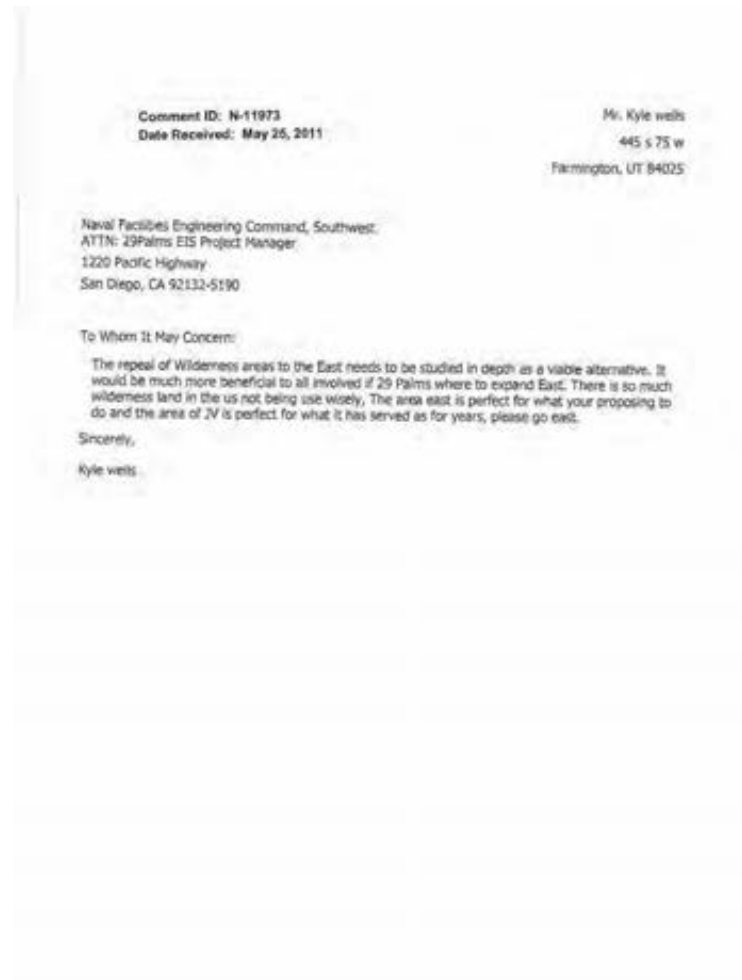 Comment ID: N-11973
Date Received: May 25, 2011
Mr. Kyle wells
445 s 75 w
Farmington, UT 84025
Naval Facilities Engineering Command, Southwest
ATTN: 29Palms EIS Project Manager
1220 Pacific Highway
San Diego, CA 92132-5190
To Whom It May Concern:
The repeal of Wilderness areas to the East needs to be studied in depth as a viable alternative. It
would be much more beneficial to all involved if 29 Palms where to expand East. There is so much
wilderness land in the us not being use wisely, The area east is perfect for what your proposing to
do and the area of JV is perfect for what it has served as for years, please go east.
Sincerely,
Kyle wells